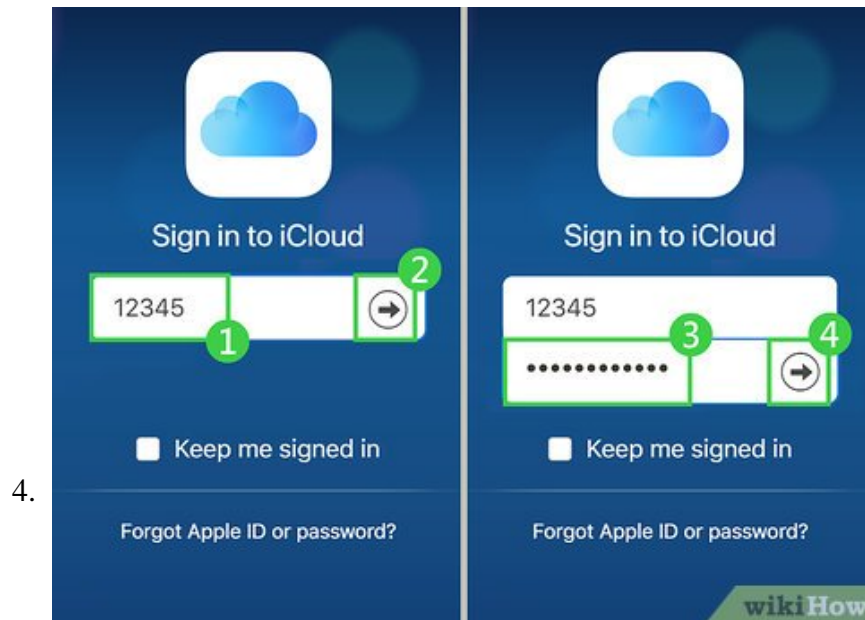 4.
Sign in to iCloud
2
12345
1
Keep me signed in
Forgot Apple ID or password?
Sign in to iCloud
12345
3
4
••••••••••••
Keep me signed in
Forgot Apple ID or password?
wikiHow